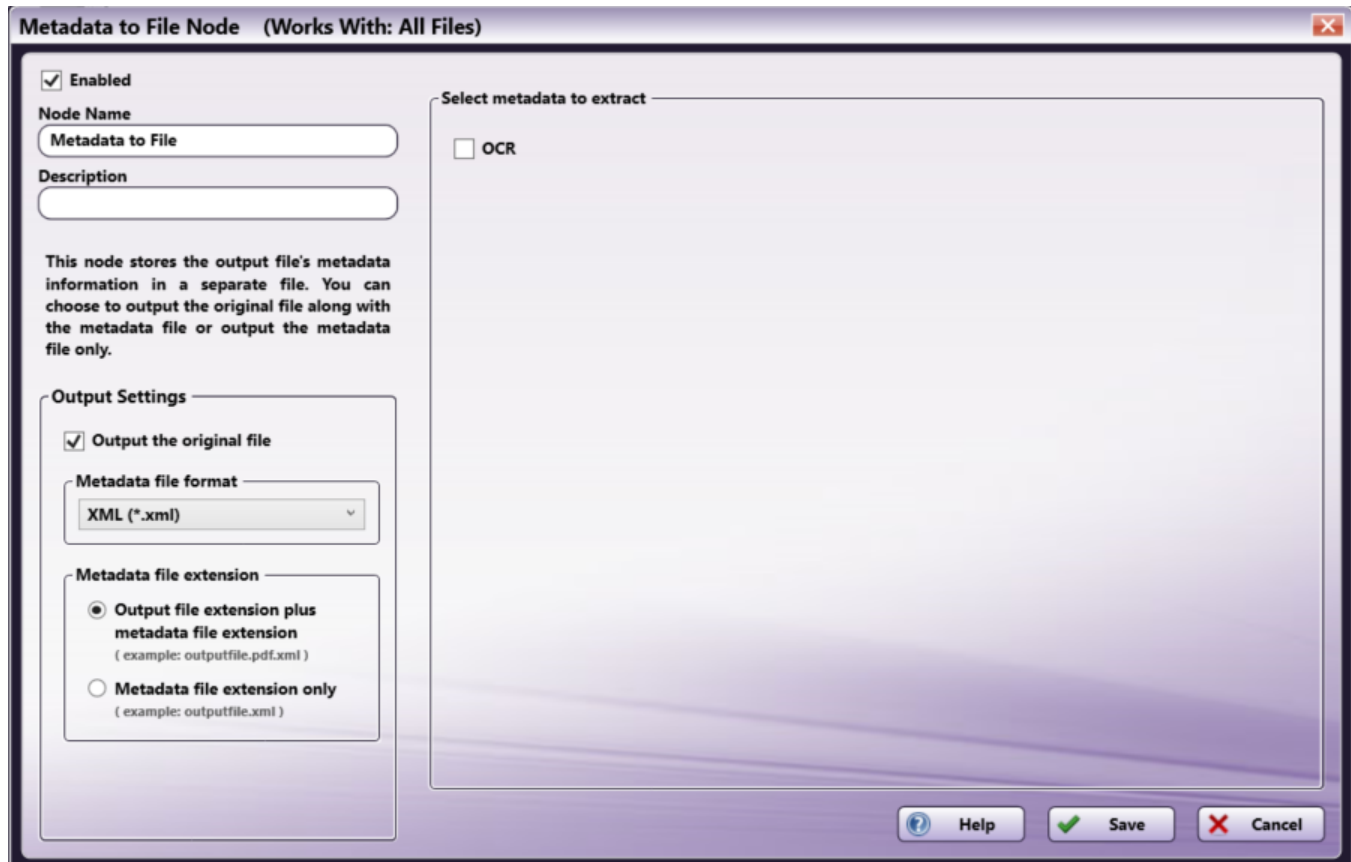 Metadata to File Node (Works With: All Files)
Enabled
Node Name
Metadata to File
Description
This node stores the output file's metadata
information in a separate file. You can
choose to output the original file along with
the metadata file or output the metadata
file only.
Output Settings
Output the original file
Metadata file format
XML (*.xml)
Metadata file extension
Output file extension plus
metadata file extension
( example: outputfile.pdf.xml )
Metadata file extension only
( example: outputfile.xml )
Select metadata to extract
OCR
Help
Save
Cancel